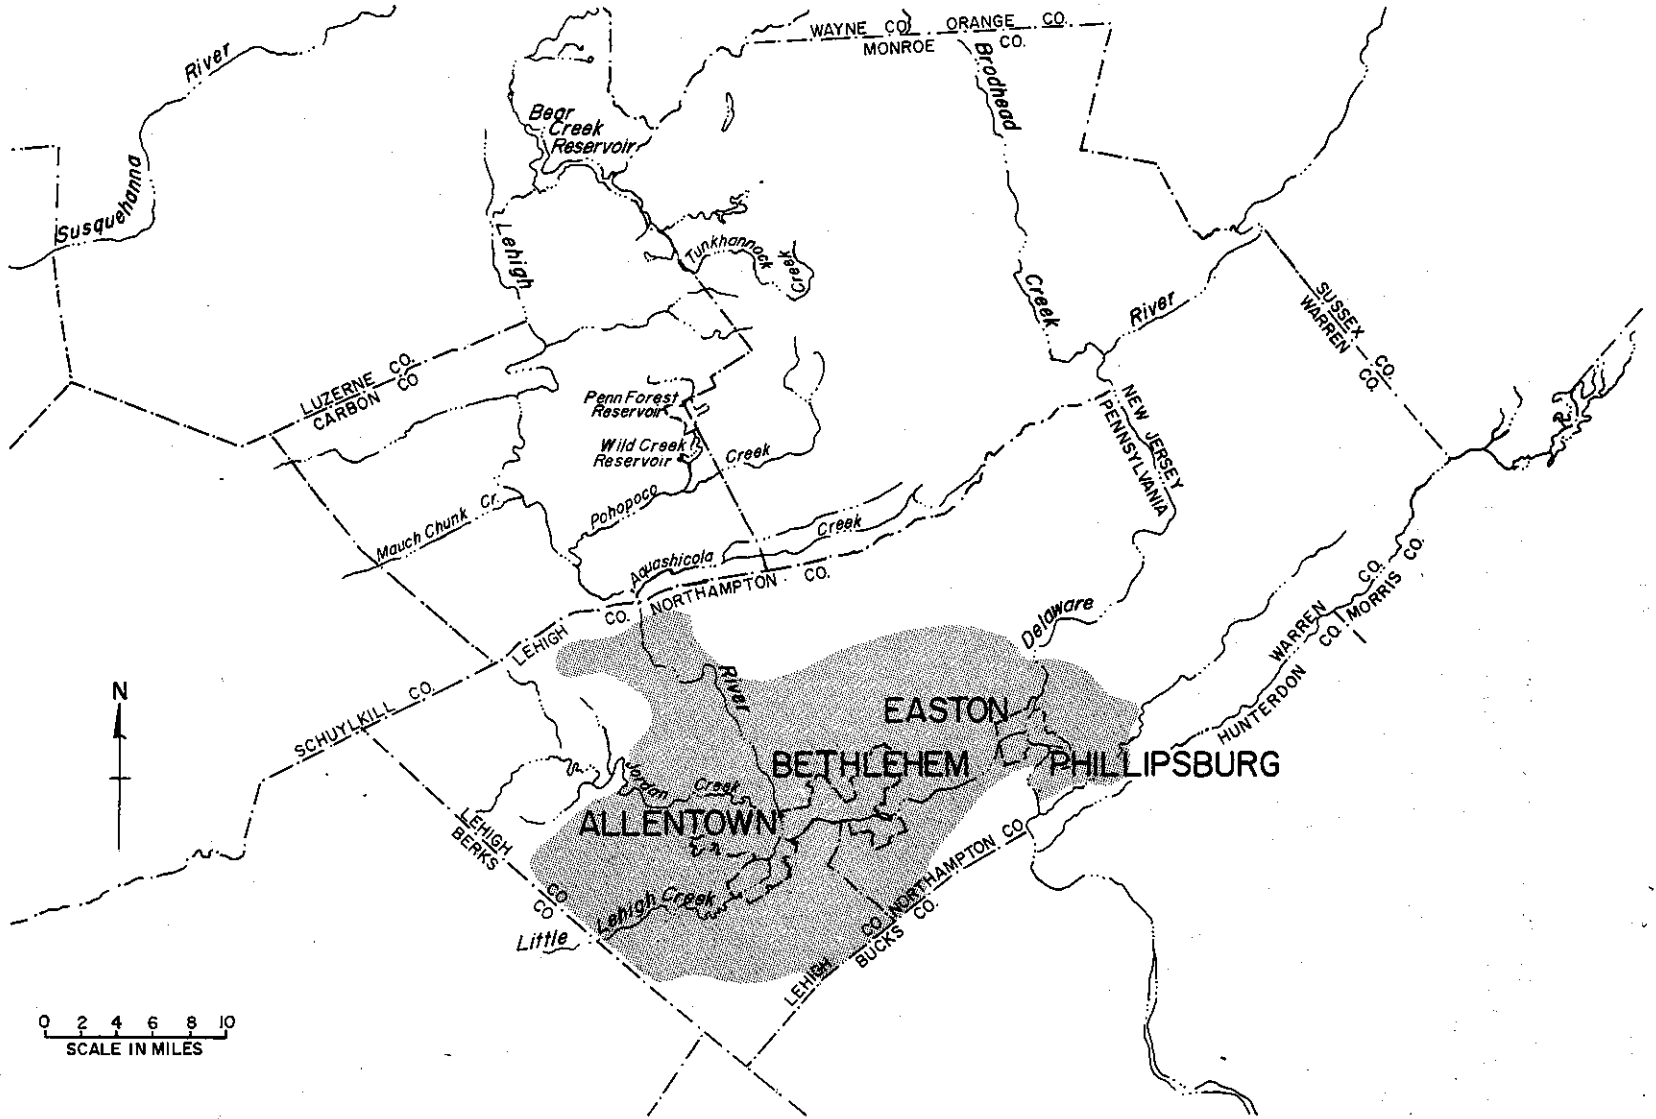 WAYNE CO. ORANGE CO.
MONROE CO.
River
Susquehanna
Brodhead
Creek
Bear
Creek
Reservoir
Lehigh
Tunkhannock
Creek
River
SUSSEX CO.
WARREN CO.
LUZERNE CO.
CARBON CO
Penn Forest
Reservoir
Wild Creek
Reservoir
NEW JERSEY
PENNSYLVANIA
Pohopoco Creek
Mauch Chunk Cr.
Aquashicola Creek
NORTHAMPTON CO.
LEHIGH CO.
Delaware
WARREN CO.
MORRIS CO.
HUNTERDON CO.
N
SCHUYLKILL CO.
River
EASTON
BETHLEHEM
PHILLIPSBURG
Jordan Creek
ALLENTOWN
LEHIGH CO
BERKS CO
Little Lehigh Creek
NORTHAMPTON CO.
LEHIGH CO.
BUCKS CO.
0 2 4 6 8 10
SCALE IN MILES